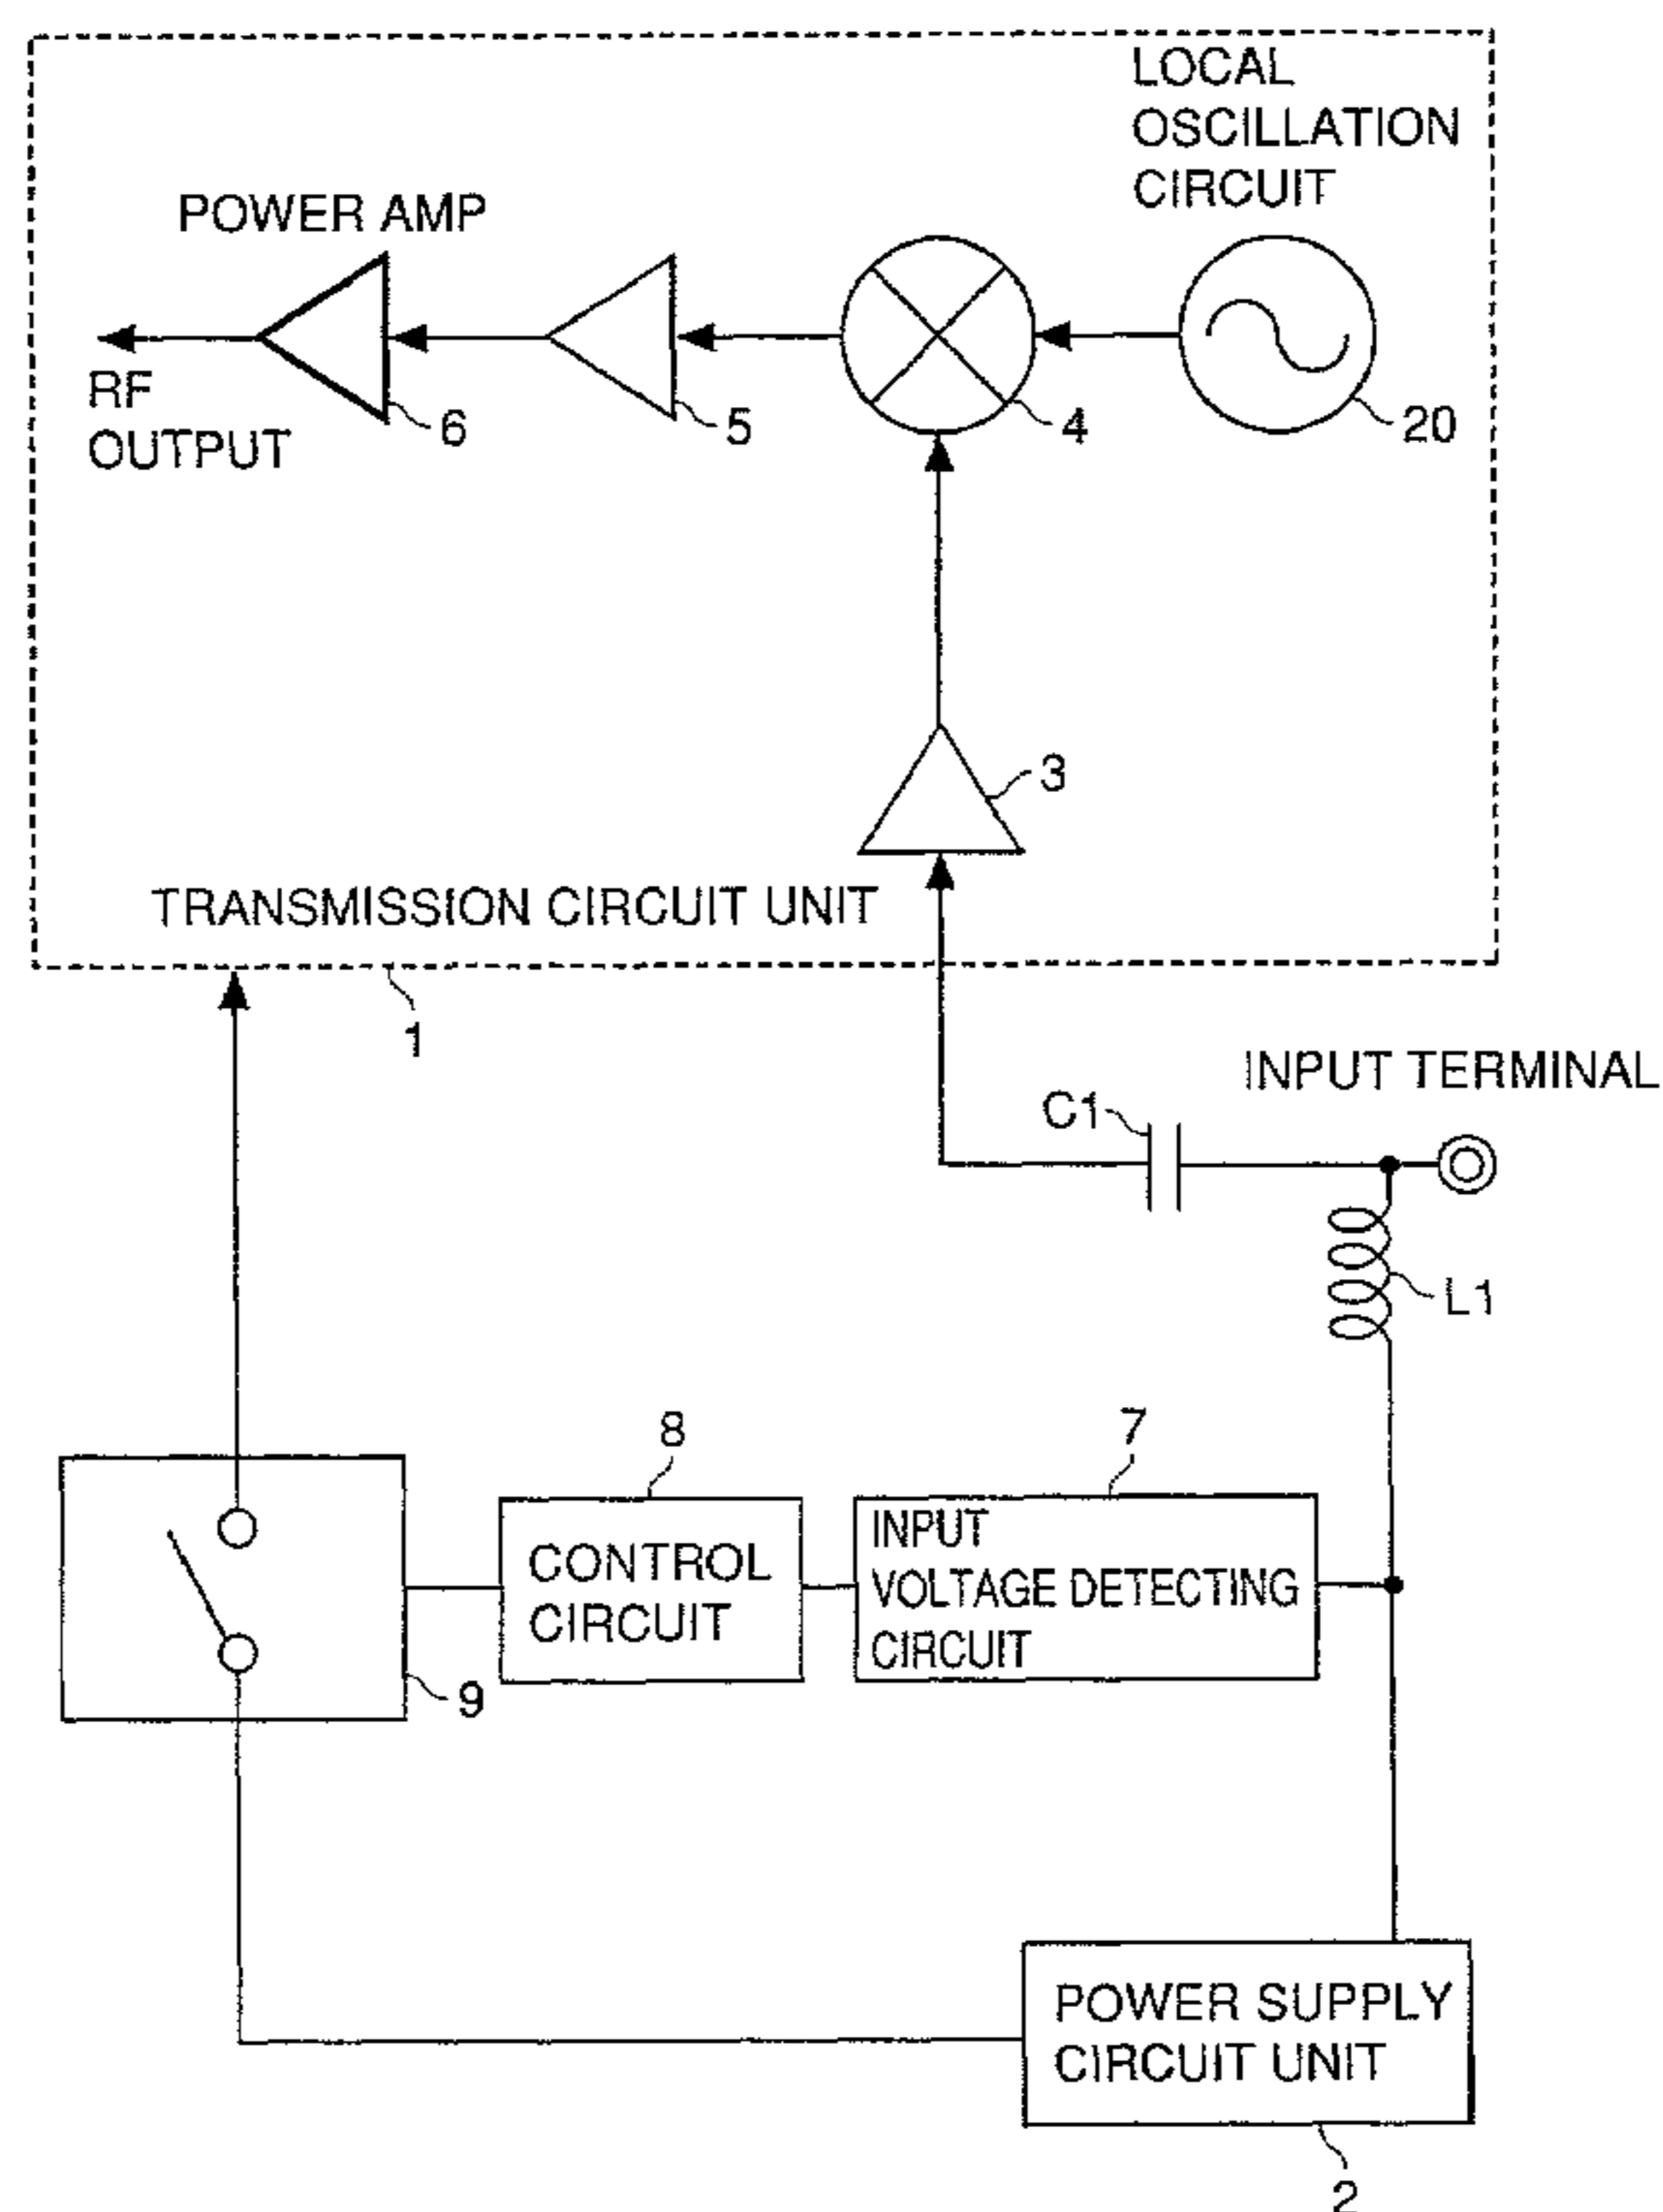 LOCAL
OSCILLATION
CIRCUIT
POWER AMP
RF
OUTPUT
6
5
4
20
3
TRANSMISSION CIRCUIT UNIT
1
INPUT TERMINAL
C1
L1
8
7
CONTROL
CIRCUIT
INPUT
VOLTAGE DETECTING
CIRCUIT
9
POWER SUPPLY
CIRCUIT UNIT
2